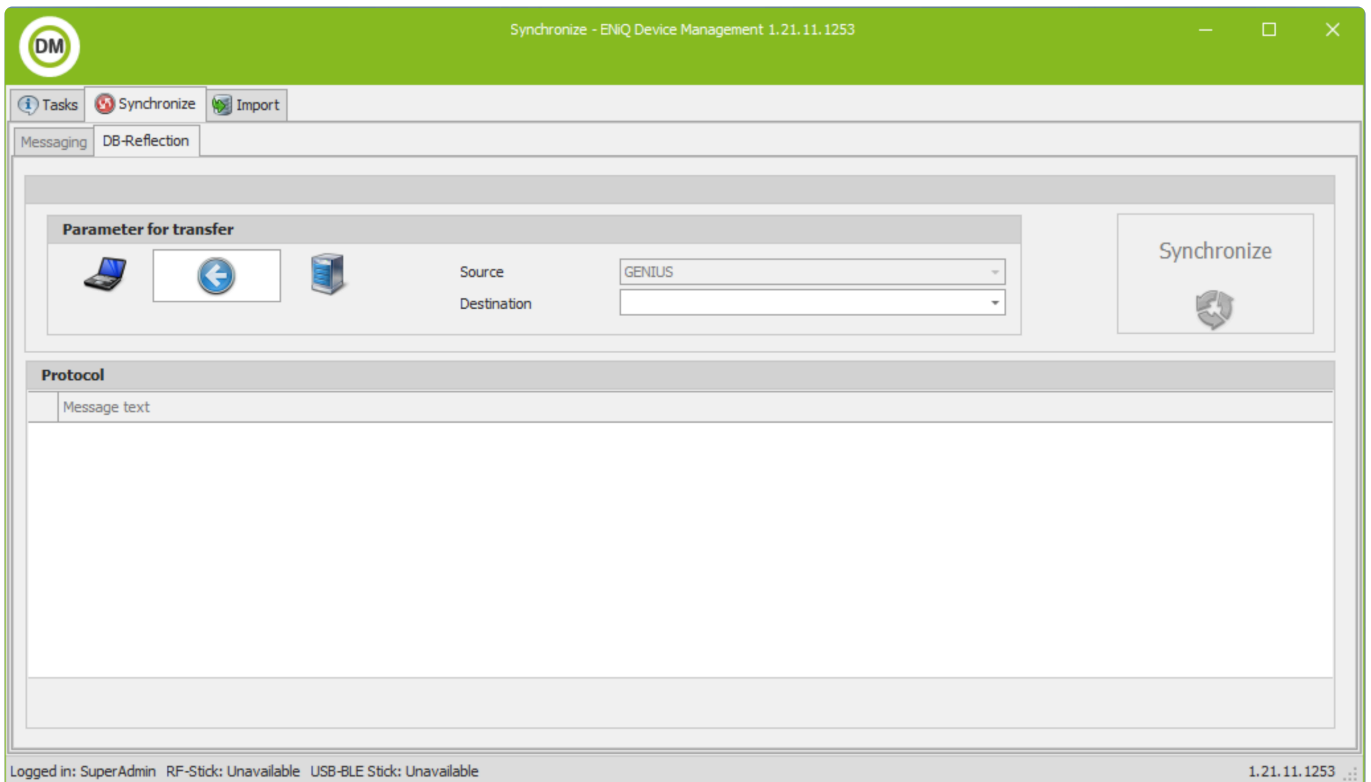 DM
Synchronize - ENiQ Device Management 1.21.11.1253
Tasks Synchronize Import
Messaging DB-Reflection
Parameter for transfer
Source GENIUS
Destination
Synchronize
Protocol
Message text
Logged in: SuperAdmin RF-Stick: Unavailable USB-BLE Stick: Unavailable 1.21.11.1253